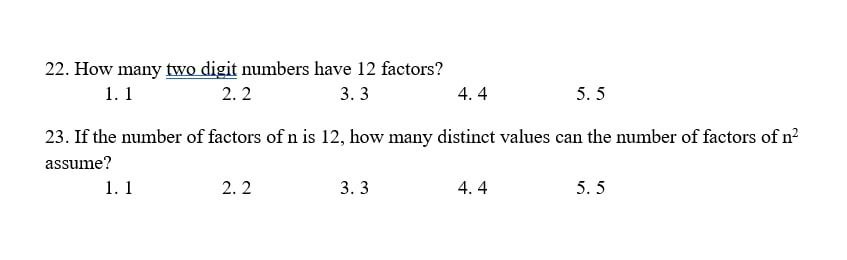 22. How many two digit numbers have 12 factors?
1. 1 2. 2 3. 3 4. 4 5. 5
23. If the number of factors of n is 12, how many distinct values can the number of factors of n²
assume?
1. 1 2. 2 3. 3 4. 4 5. 5